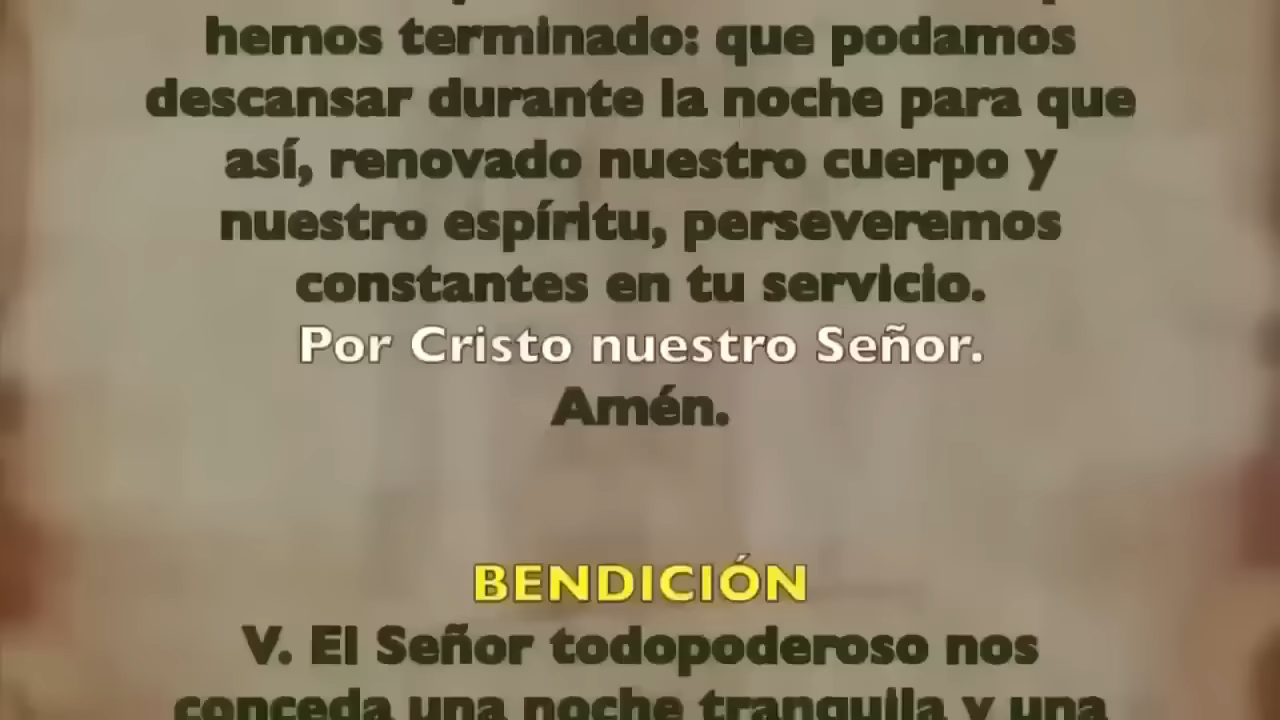 hemos terminado: que podamos
descansar durante la noche para que
así, renovado nuestro cuerpo y
nuestro espíritu, perseveremos
constantes en tu servicio.
Por Cristo nuestro Señor.
Amén.
BENDICIÓN
V. El Señor todopoderoso nos
conceda una noche tranquila y una